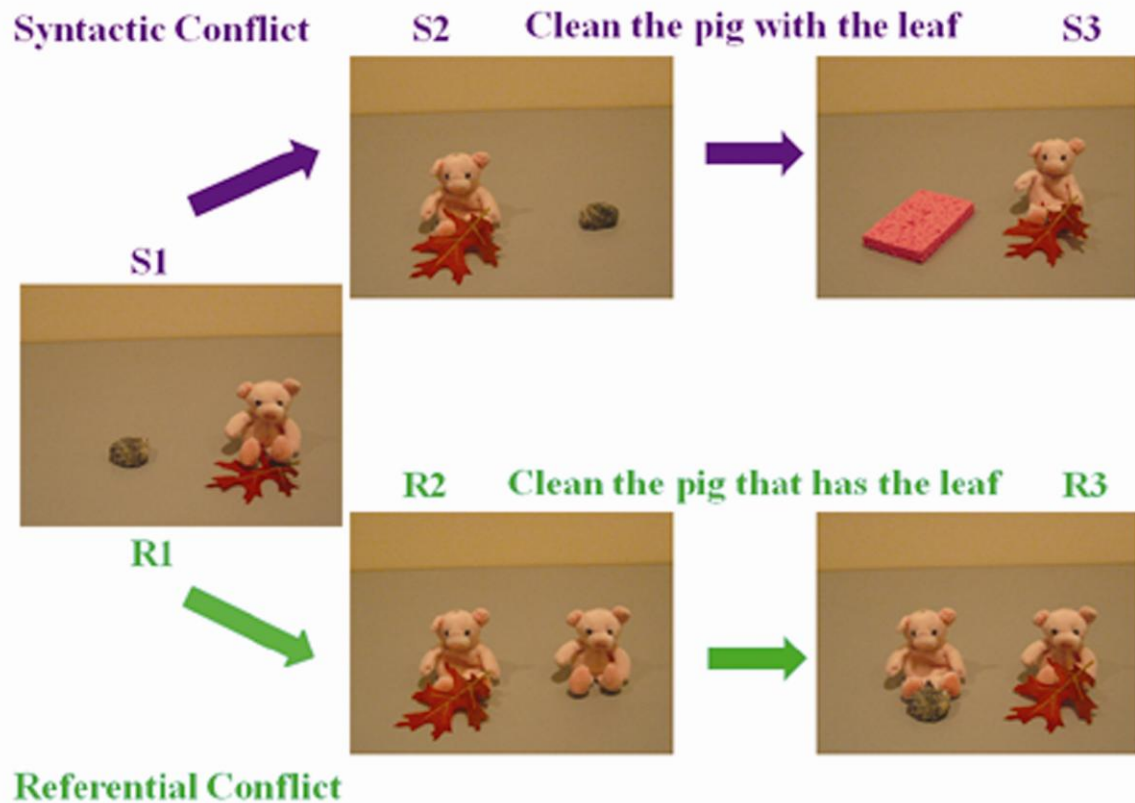 Syntactic Conflict
S2
Clean the pig with the leaf
S3
S1
R2
Clean the pig that has the leaf
R3
R1
Referential Conflict